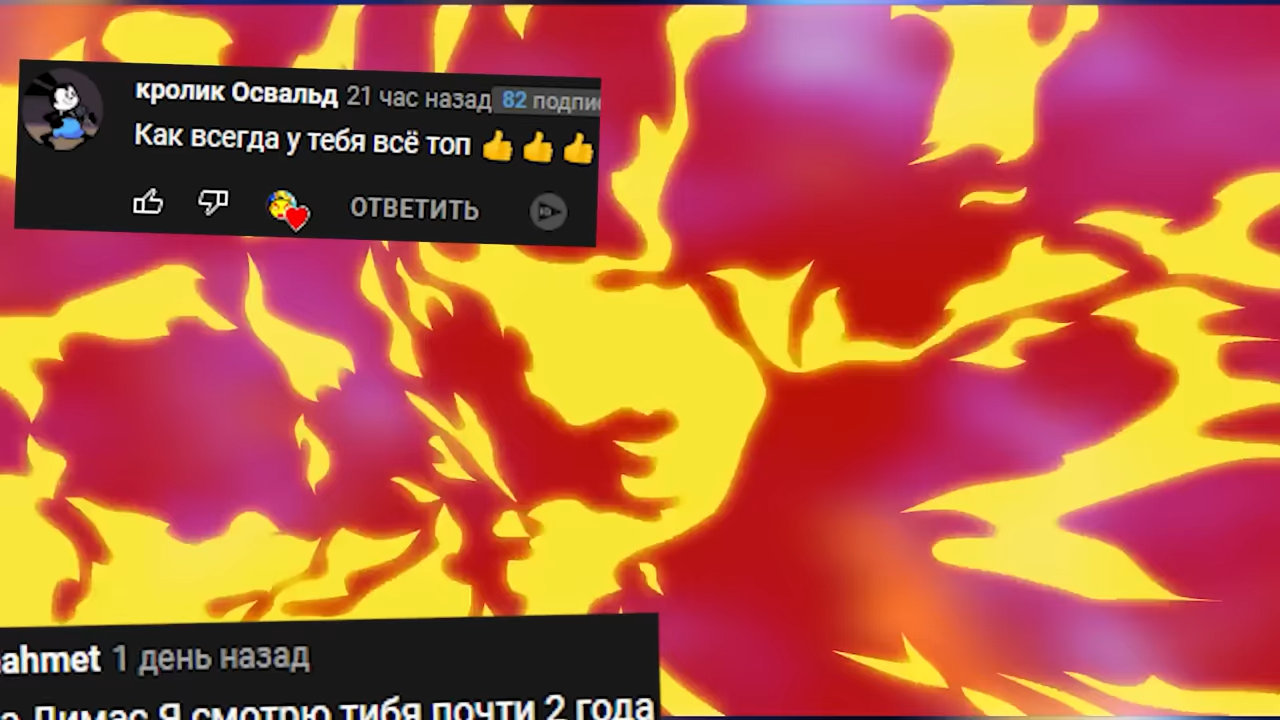 кролик Освальд 21 час назад 82 подпис
Как всегда у тебя всё топ 👍👍👍
ОТВЕТИТЬ
ahmet 1 день назад
Димас Я смотрю тибя почти 2 года